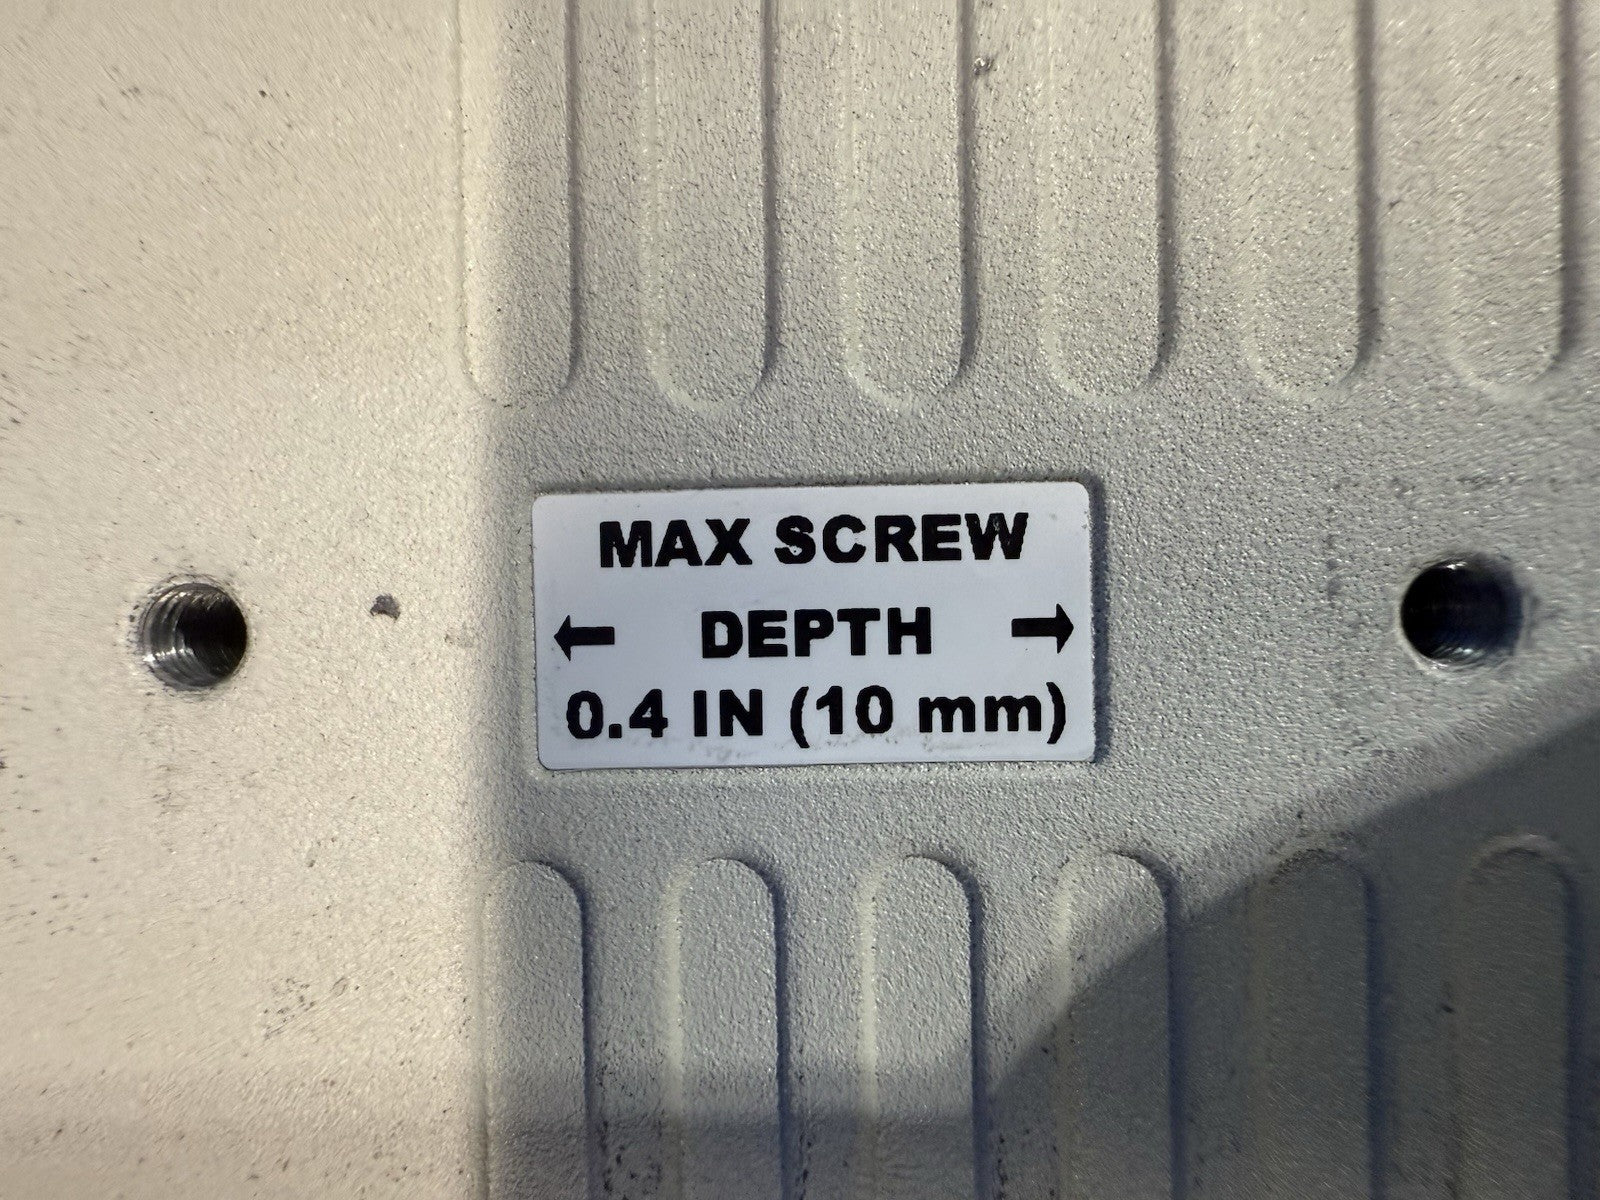 MAX SCREW
← DEPTH →
0.4 IN (10 mm)